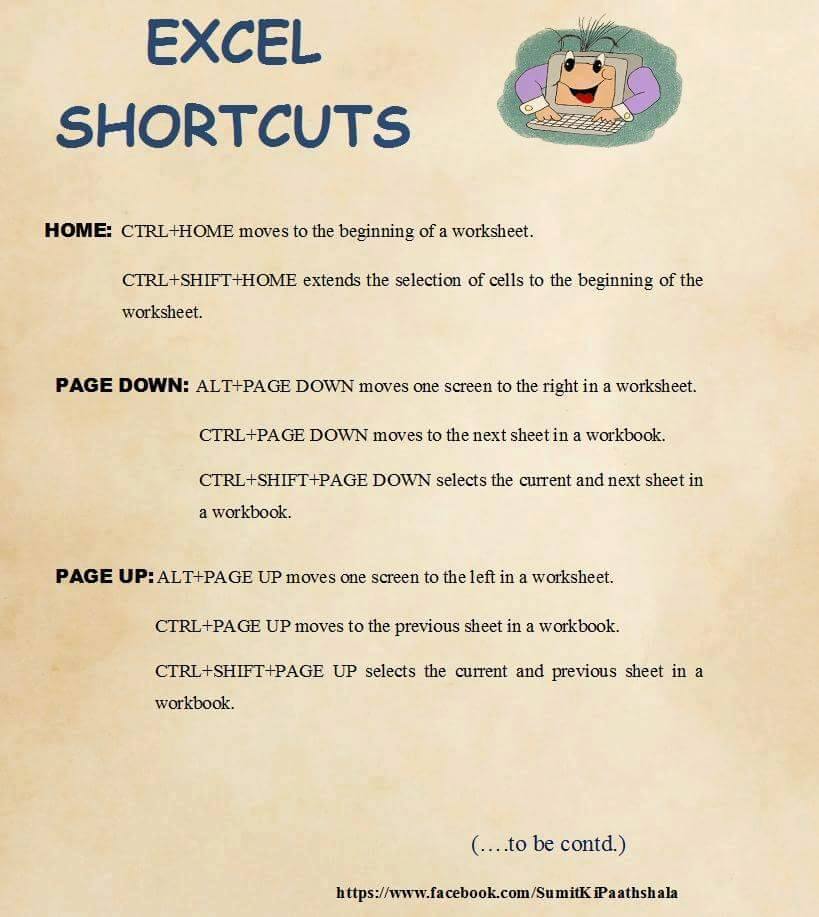 EXCEL
SHORTCUTS
HOME: CTRL+HOME moves to the beginning of a worksheet.
CTRL+SHIFT+HOME extends the selection of cells to the beginning of the
worksheet.
PAGE DOWN: ALT+PAGE DOWN moves one screen to the right in a worksheet.
CTRL+PAGE DOWN moves to the next sheet in a workbook.
CTRL+SHIFT+PAGE DOWN selects the current and next sheet in
a workbook.
PAGE UP: ALT+PAGE UP moves one screen to the left in a worksheet.
CTRL+PAGE UP moves to the previous sheet in a workbook.
CTRL+SHIFT+PAGE UP selects the current and previous sheet in a
workbook.
(....to be contd.)
https://www.facebook.com/SumitKiPaathshala